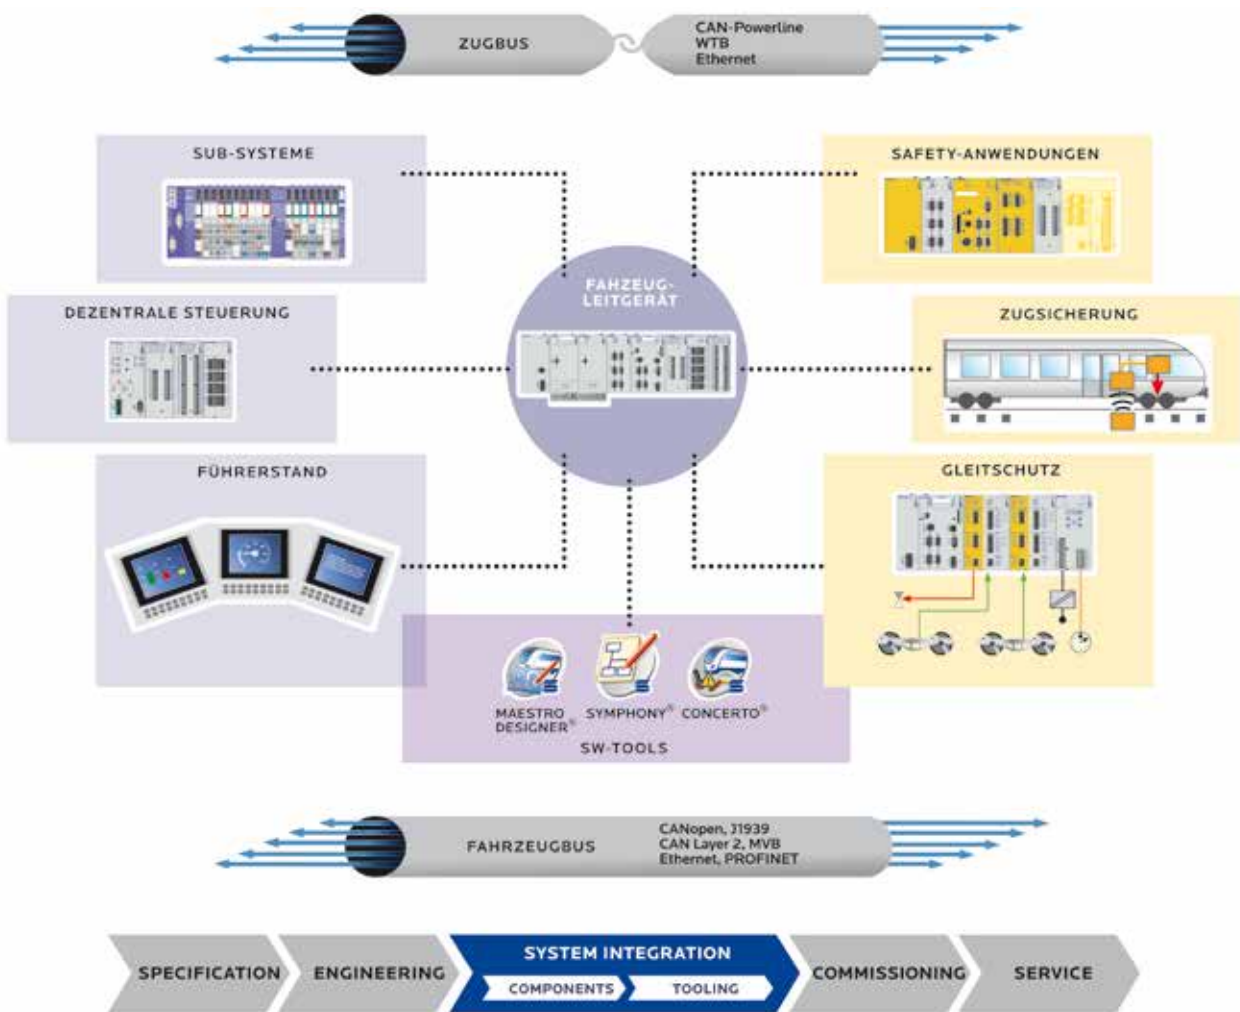 ZUGBUS
CAN-Powerline
WTB
Ethernet
SUB-SYSTEME
SAFETY-ANWENDUNGEN
FAHZEUG-
LEITGERÄT
DEZENTRALE STEUERUNG
ZUGSICHERUNG
FÜHRERSTAND
GLEITSCHUTZ
MAESTRO
DESIGNER®
SYMPHONY®
CONCERTO®
SW-TOOLS
FAHRZEUGBUS
CANopen, J1939
CAN Layer 2, MVB
Ethernet, PROFINET
SPECIFICATION
ENGINEERING
SYSTEM INTEGRATION
COMPONENTS
TOOLING
COMMISSIONING
SERVICE